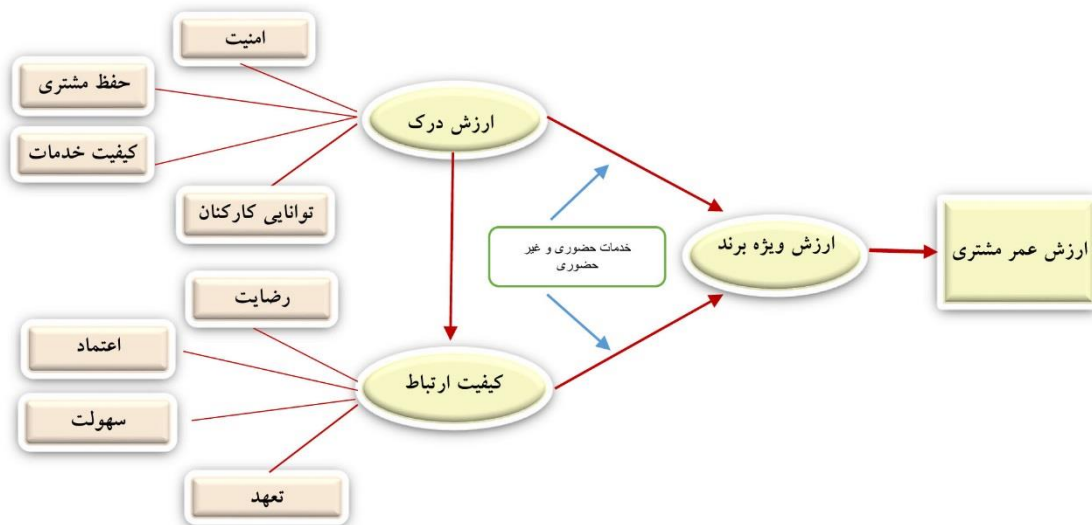 امنیت
حفظ مشتری
کیفیت خدمات
توانایی کارکنان
ارزش درک
خدمات حضوری و غیر
حضوری
ارزش ویژه برند
ارزش عمر مشتری
رضایت
اعتماد
سهولت
تعهد
کیفیت ارتباط